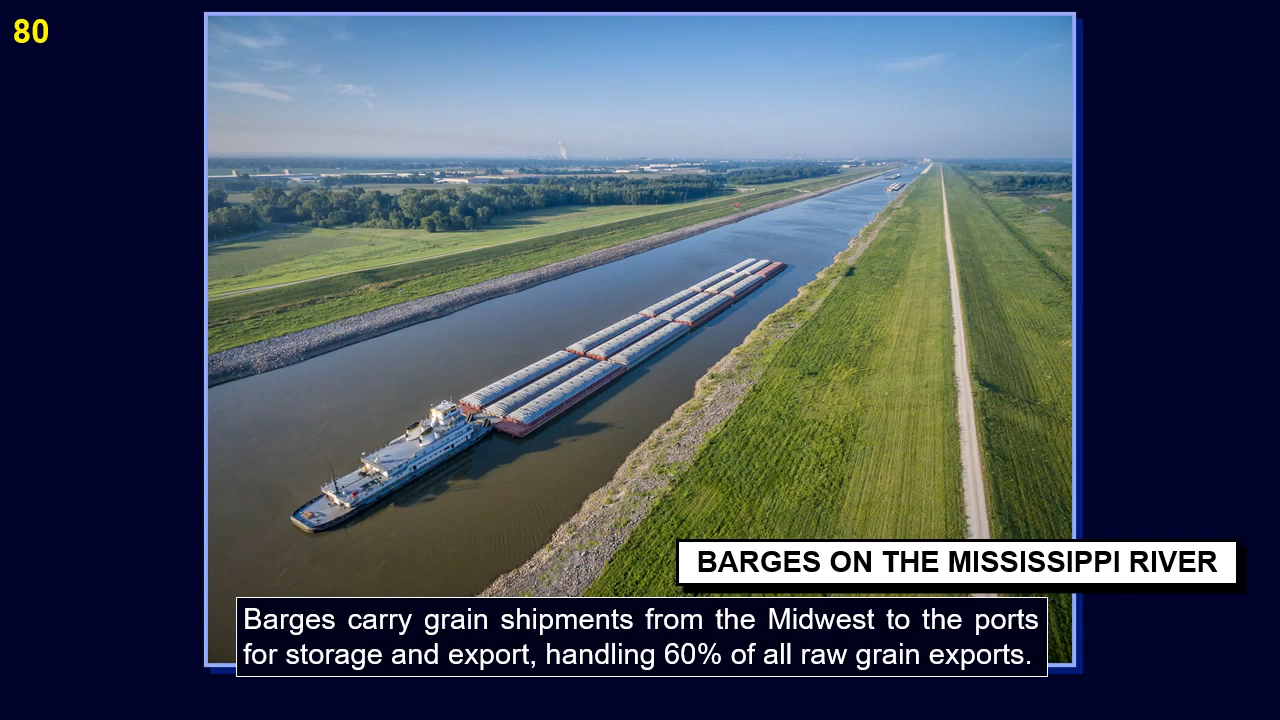 80
BARGES ON THE MISSISSIPPI RIVER
Barges carry grain shipments from the Midwest to the ports
for storage and export, handling 60% of all raw grain exports.